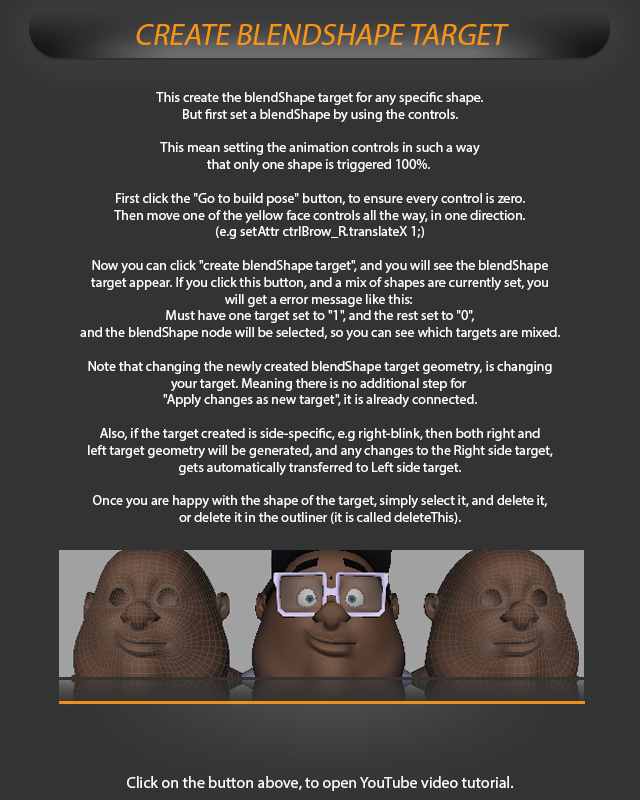 CREATE BLENDSHAPE TARGET
This create the blendShape target for any specific shape.
But first set a blendShape by using the controls.
This mean setting the animation controls in such a way
that only one shape is triggered 100%.
First click the "Go to build pose" button, to ensure every control is zero.
Then move one of the yellow face controls all the way, in one direction.
(e.g setAttr ctrlBrow_R.translateX 1;)
Now you can click "create blendShape target", and you will see the blendShape
target appear. If you click this button, and a mix of shapes are currently set, you
will get a error message like this:
Must have one target set to "1", and the rest set to "0",
and the blendShape node will be selected, so you can see which targets are mixed.
Note that changing the newly created blendShape target geometry, is changing
your target. Meaning there is no additional step for
"Apply changes as new target", it is already connected.
Also, if the target created is side-specific, e.g right-blink, then both right and
left target geometry will be generated, and any changes to the Right side target,
gets automatically transferred to Left side target.
Once you are happy with the shape of the target, simply select it, and delete it,
or delete it in the outliner (it is called deleteThis).
Click on the button above, to open YouTube video tutorial.